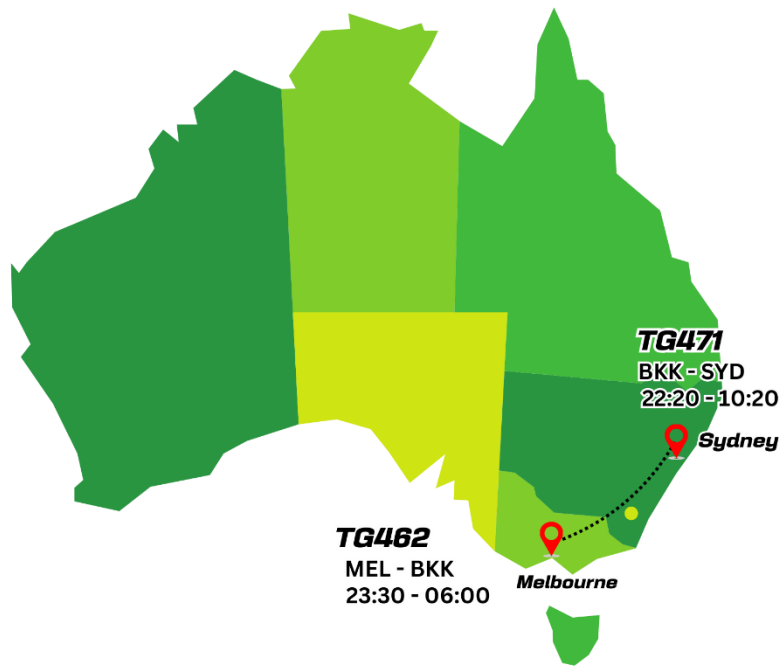 TG471
BKK - SYD
22:20 - 10:20
Sydney
TG462
MEL - BKK
23:30 - 06:00
Melbourne